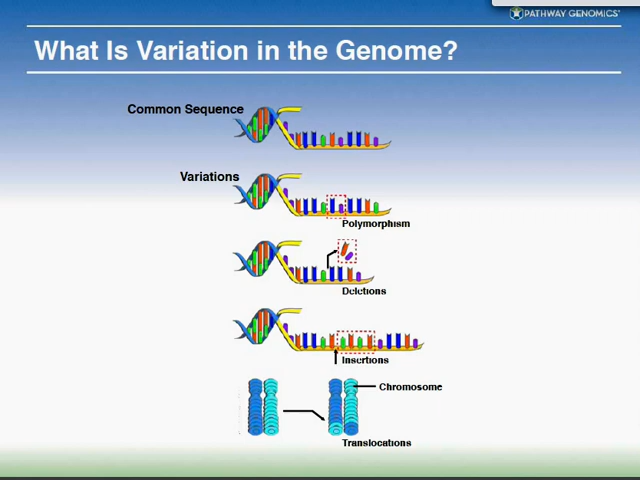 PATHWAY GENOMICS
What Is Variation in the Genome?
Common Sequence
Variations
Polymorphism
Deletions
Insertions
Chromosome
Translocations